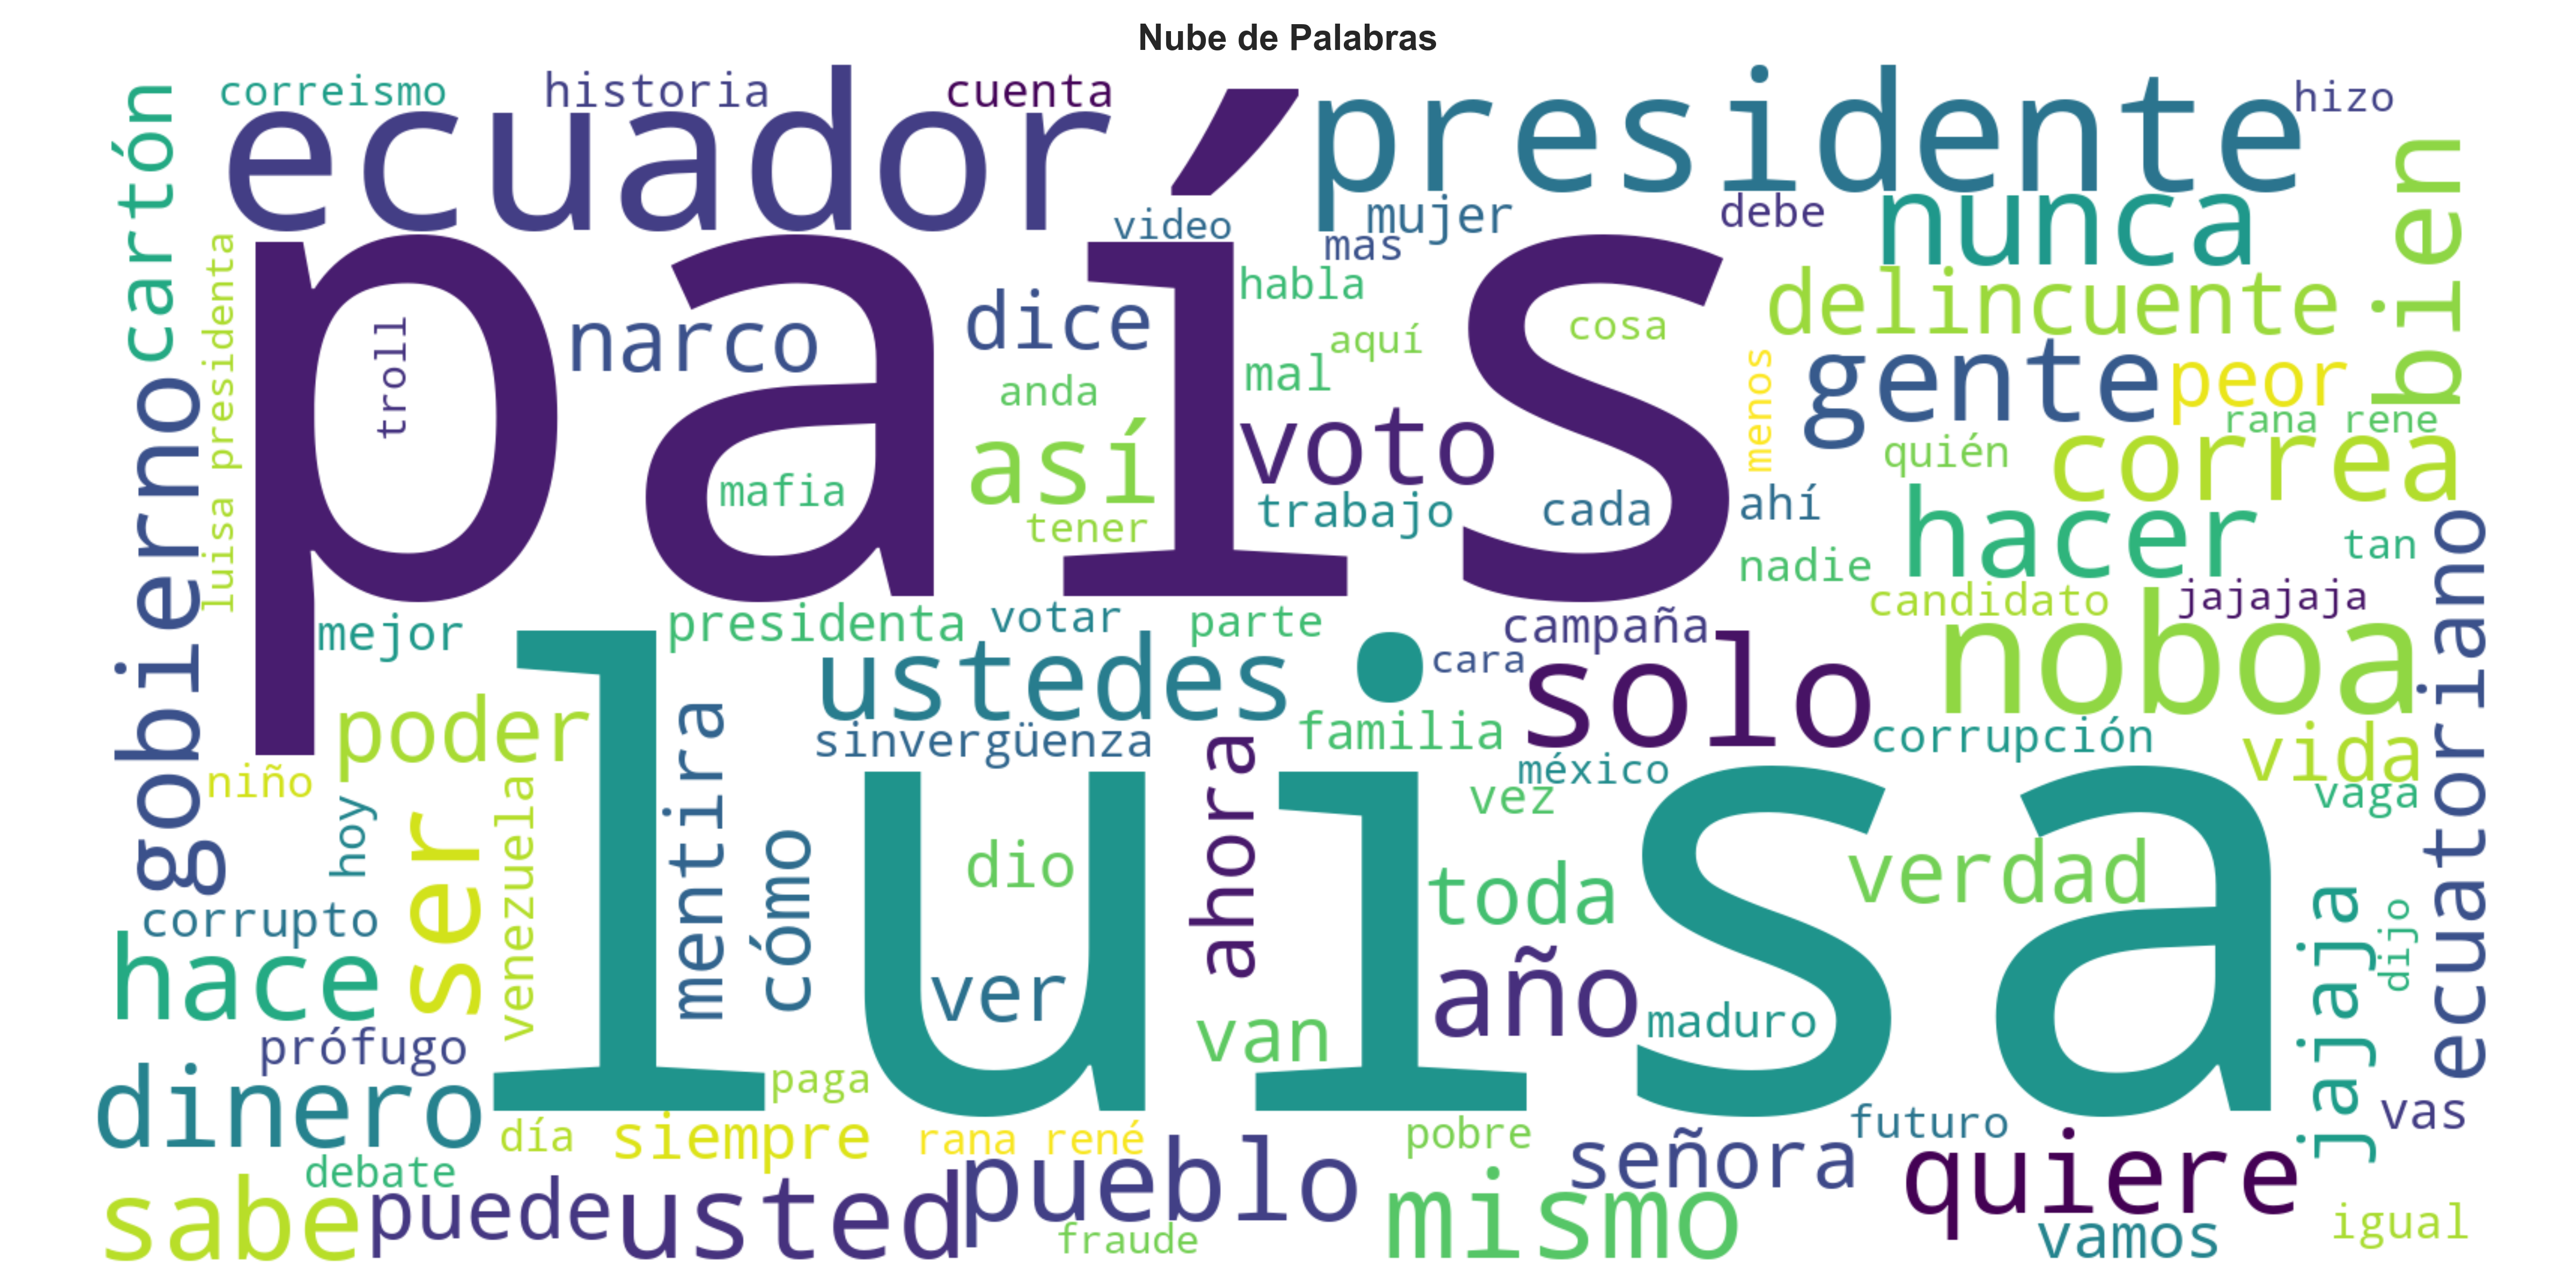 Nube de Palabras
correismo
historia
cuenta
hizo
cartón
ecuador
presidente
país
video
mujer
mas
debe
nunca
bien
luisa presidenta
troll
narco
dice
habla
aquí
cosa
delincuente
mal
anda
menos
gente
peor
rana rene
gobierno
mafia
así
voto
quién
correa
tener
trabajo
cada
ahí
hacer
tan
nadie
ecuatoriano
mejor
presidenta
votar
parte
campaña
candidato
jajajaja
luisa
ustedes
cara
solo
noboa
poder
mentira
sinvergüenza
familia
corrupción
vida
niño
hoy
ser
venezuela
ahora
méxico
vez
vaga
cómo
dio
toda
verdad
corrupto
hace
ver
año
jajaja
dijo
prófugo
van
maduro
dinero
paga
vas
día
siempre
rana rené
pobre
futuro
debate
pueblo
señora
quiere
sabe
puede
usted
fraude
mismo
vamos
igual